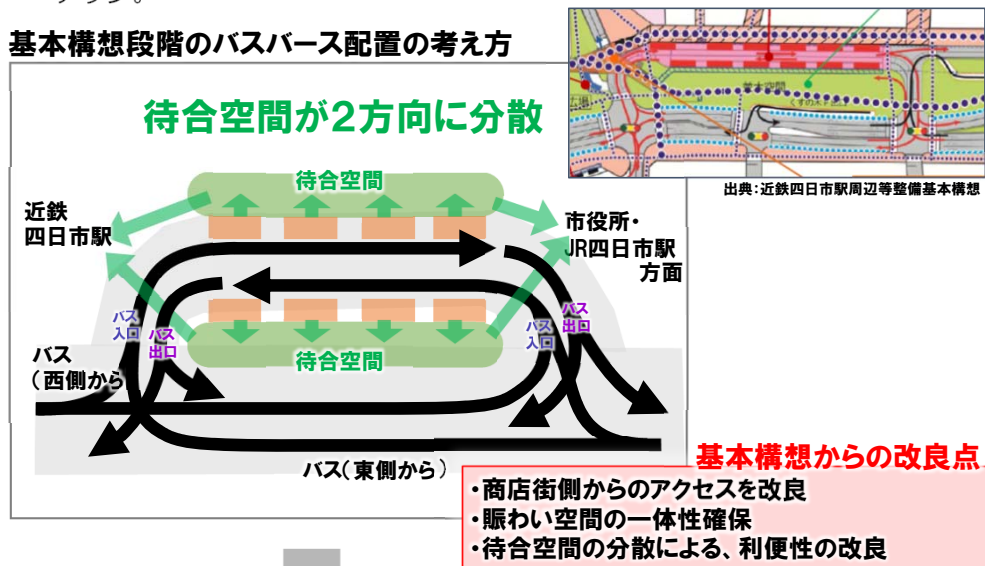 基本構想段階のバスバース配置の考え方
待合空間が2方向に分散
待合空間
近鉄
四日市駅
市役所・
JR四日市駅
方面
バス
入口
バス
出口
バス
入口
バス
出口
バス
(西側から)
待合空間
バス(東側から)
くすの木
出典:近鉄四日市駅周辺等整備基本構想
基本構想からの改良点
・商店街側からのアクセスを改良
・賑わい空間の一体性確保
・待合空間の分散による、利便性の改良